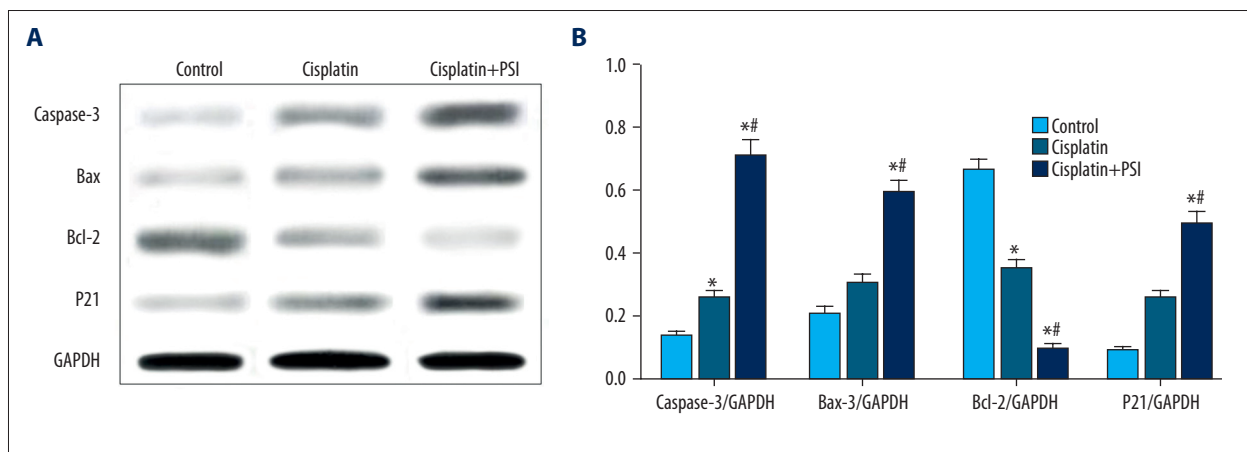 A
Control Cisplatin Cisplatin+PSI
Caspase-3
Bax
Bcl-2
P21
GAPDH
B
1.0
0.8
0.6
0.4
0.2
0.0
Control
Cisplatin
Cisplatin+PSI
*
*#
*#
*
*#
*#
Caspase-3/GAPDH Bax-3/GAPDH Bcl-2/GAPDH P21/GAPDH